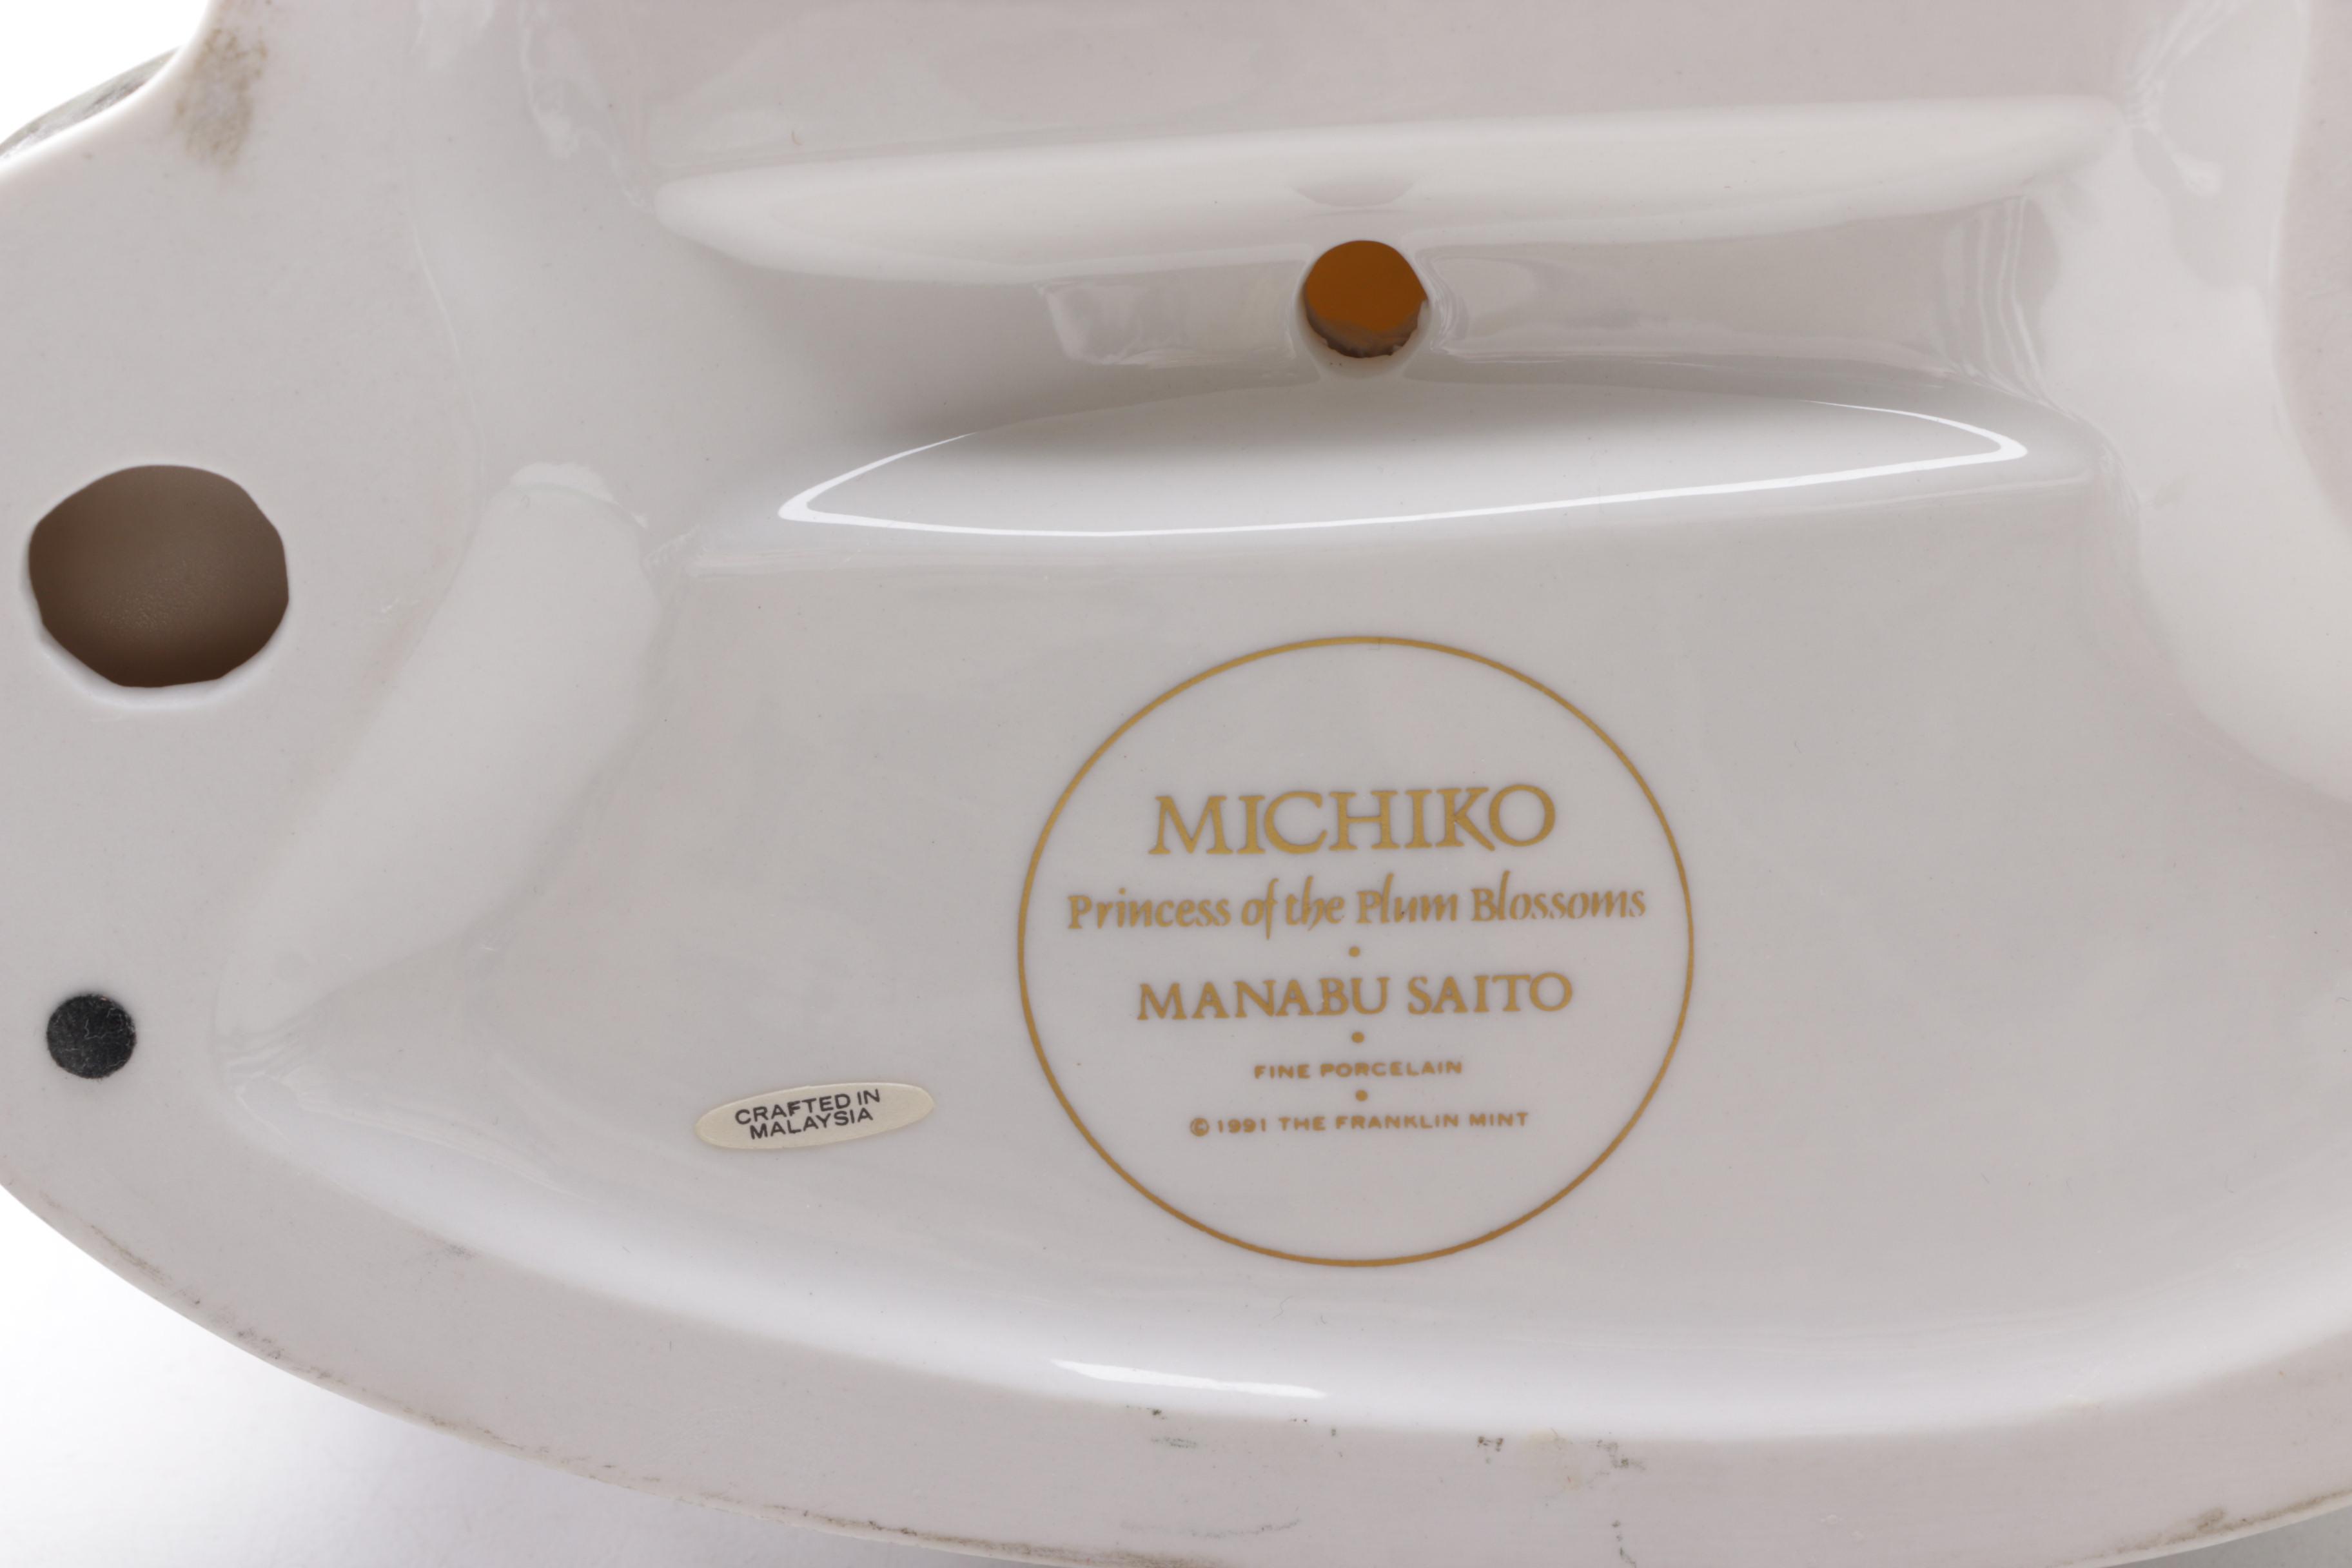 MICHIKO
Princess of the Plum Blossoms
•
MANABU SAITO
•
FINE PORCELAIN
•
© 1991 THE FRANKLIN MINT
CRAFTED IN
MALAYSIA